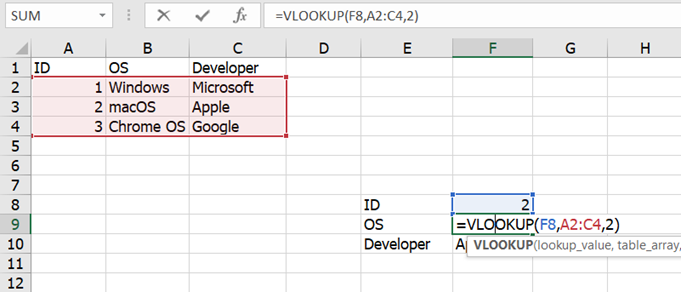 SUM =VLOOKUP(F8,A2:C4,2)
A B C D E F G H
1 ID OS Developer
2 1 Windows Microsoft
3 2 macOS Apple
4 3 Chrome OS Google
5
6
7
8 ID 2
9 OS =VLOOKUP(F8,A2:C4,2)
10 Developer
VLOOKUP(lookup_value, table_array,
11
12